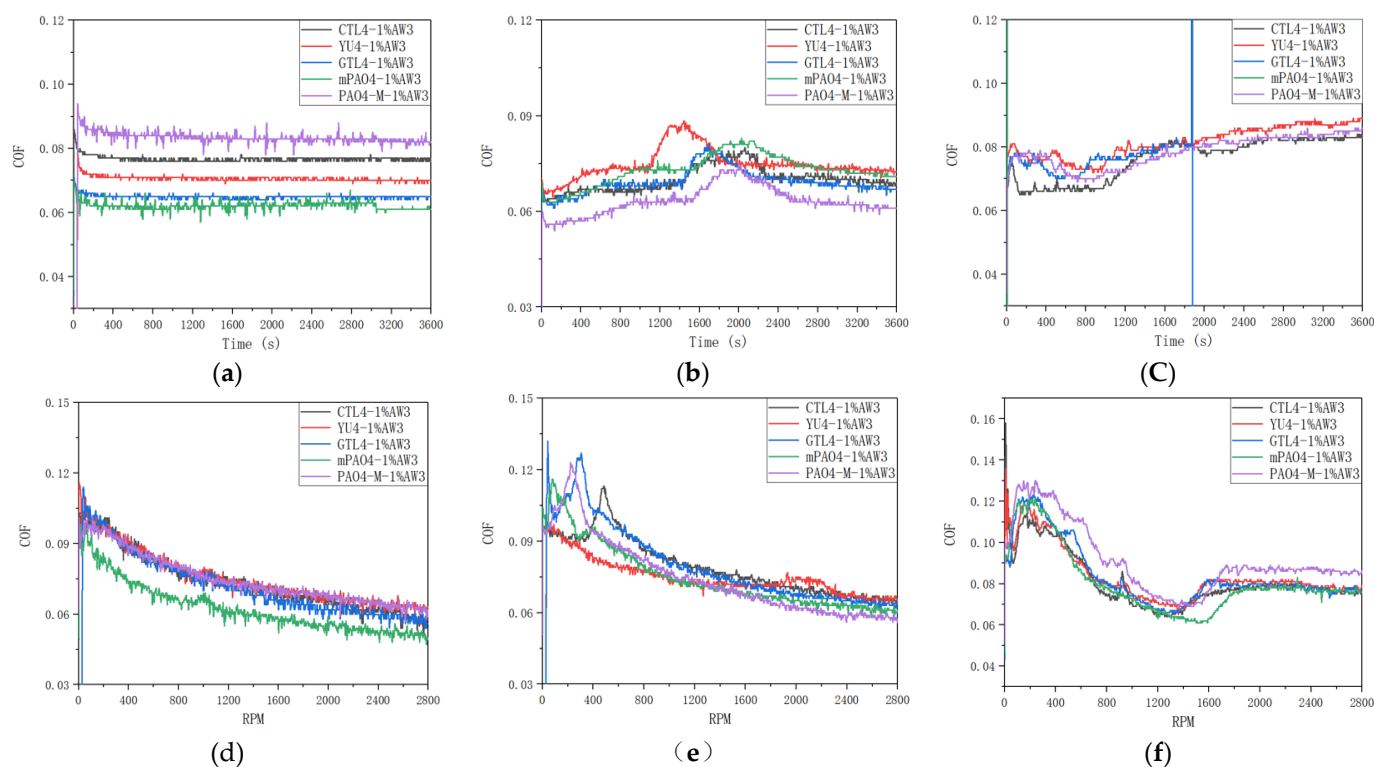 0.12
0.10
0.08
0.06
0.04
COF
0 400 800 1200 1600 2000 2400 2800 3200 3600
Time (s)
CTL4-1%AW3
YU4-1%AW3
GTL4-1%AW3
mPAO4-1%AW3
PAO4-M-1%AW3
(a)
0.12
0.09
0.06
0.03
COF
0 400 800 1200 1600 2000 2400 2800 3200 3600
Time (s)
CTL4-1%AW3
YU4-1%AW3
GTL4-1%AW3
mPAO4-1%AW3
PAO4-M-1%AW3
(b)
0.12
0.10
0.08
0.06
0.04
COF
0 400 800 1200 1600 2000 2400 2800 3200 3600
Time (s)
CTL4-1%AW3
YU4-1%AW3
GTL4-1%AW3
mPAO4-1%AW3
PAO4-M-1%AW3
(C)
0.15
0.12
0.09
0.06
0.03
COF
0 400 800 1200 1600 2000 2400 2800
RPM
CTL4-1%AW3
YU4-1%AW3
GTL4-1%AW3
mPAO4-1%AW3
PAO4-M-1%AW3
(d)
0.15
0.12
0.09
0.06
0.03
COF
0 400 800 1200 1600 2000 2400 2800
RPM
CTL4-1%AW3
YU4-1%AW3
GTL4-1%AW3
mPAO4-1%AW3
PAO4-M-1%AW3
（e）
0.16
0.14
0.12
0.10
0.08
0.06
0.04
COF
0 400 800 1200 1600 2000 2400 2800
RPM
CTL4-1%AW3
YU4-1%AW3
GTL4-1%AW3
mPAO4-1%AW3
PAO4-M-1%AW3
(f)